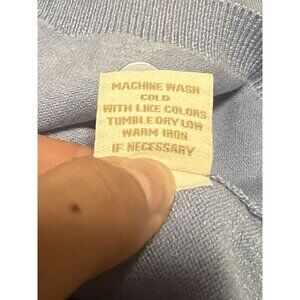 MACHINE WASH
COLD
WITH LIKE COLORS
TUMBLE DRY LOW
WARM IRON
IF NECESSARY